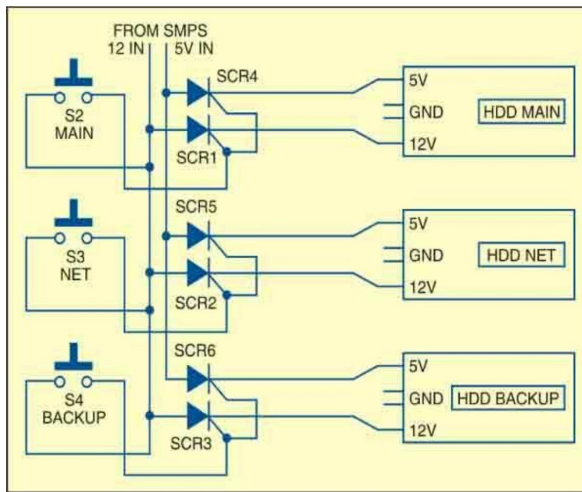 FROM SMPS
12 IN 5V IN
S2
MAIN
SCR4
SCR1
5V
GND
12V
HDD MAIN
S3
NET
SCR5
SCR2
5V
GND
12V
HDD NET
S4
BACKUP
SCR6
SCR3
5V
GND
12V
HDD BACKUP